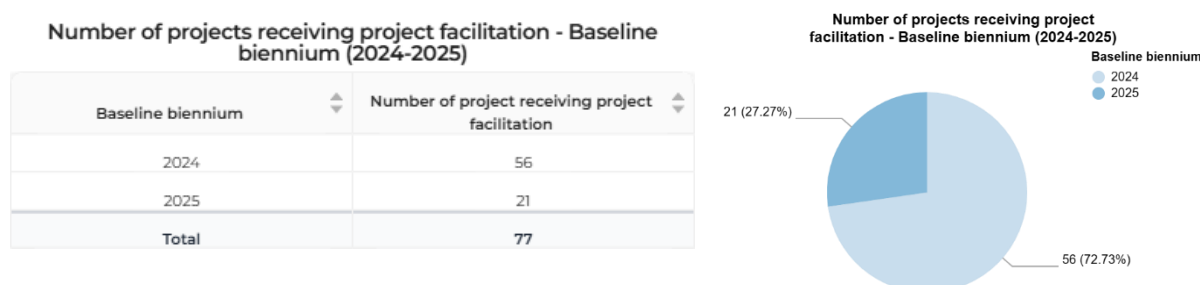 Number of projects receiving project facilitation - Baseline
biennium (2024-2025)
Baseline biennium
Number of project receiving project
facilitation
2024 56
2025 21
Total 77
Number of projects receiving project
facilitation - Baseline biennium (2024-2025)
Baseline biennium
2024
2025
21 (27.27%)
56 (72.73%)